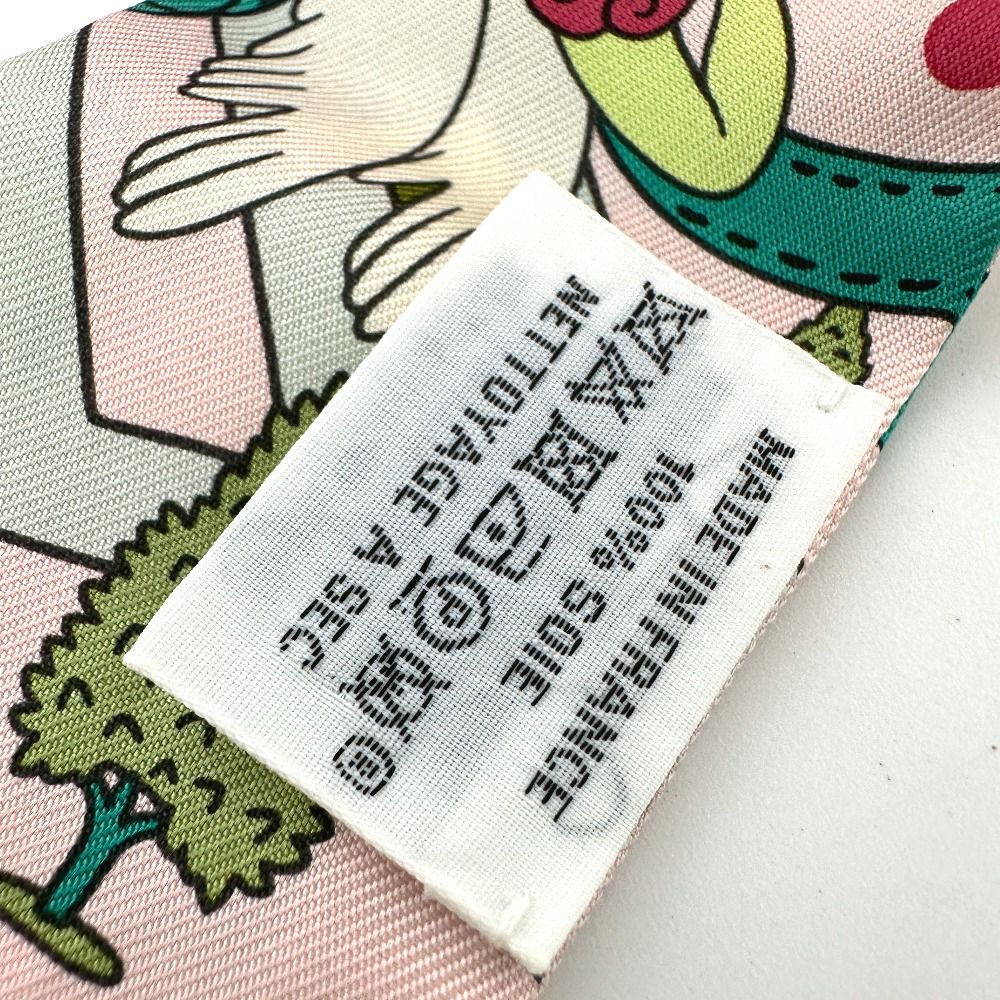 MADE IN FRANCE
100% SOIE
NETTOYAGE A SEC